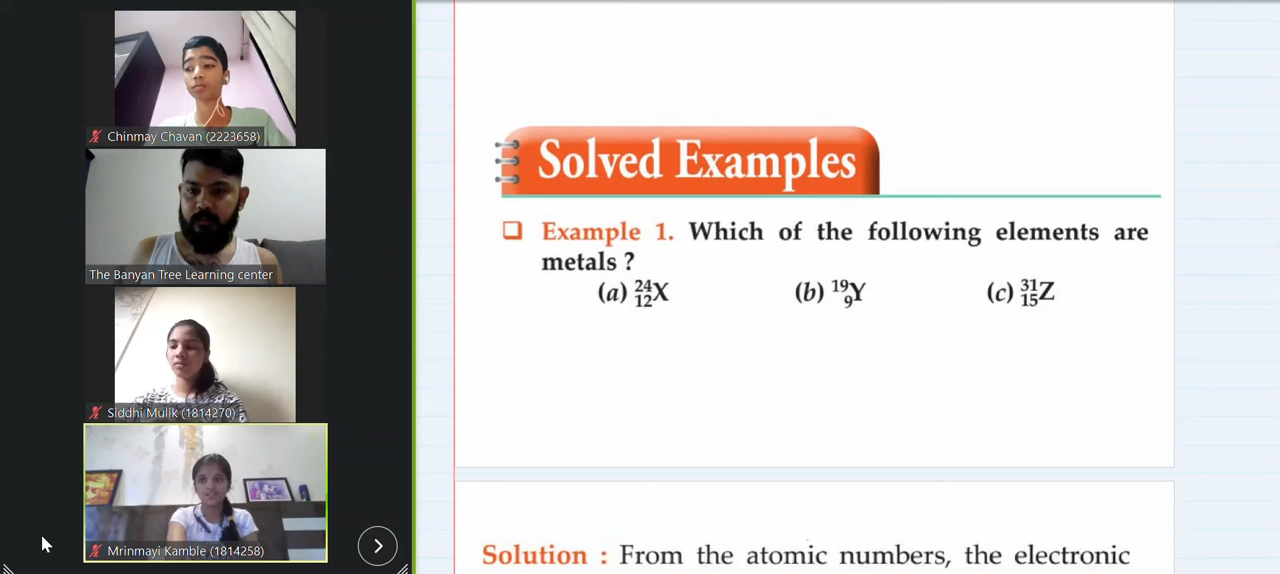 Chinmay Chavan (2223658)
The Banyan Tree Learning center
Siddhi Mulik (1814270)
Mrinmayi Kamble (1814258)
Solved Examples
❑ Example 1. Which of the following elements are
metals ?
(a) ²⁴₁₂X (b) ¹⁹₉Y (c) ³¹₁₅Z
Solution : From the atomic numbers, the electronic